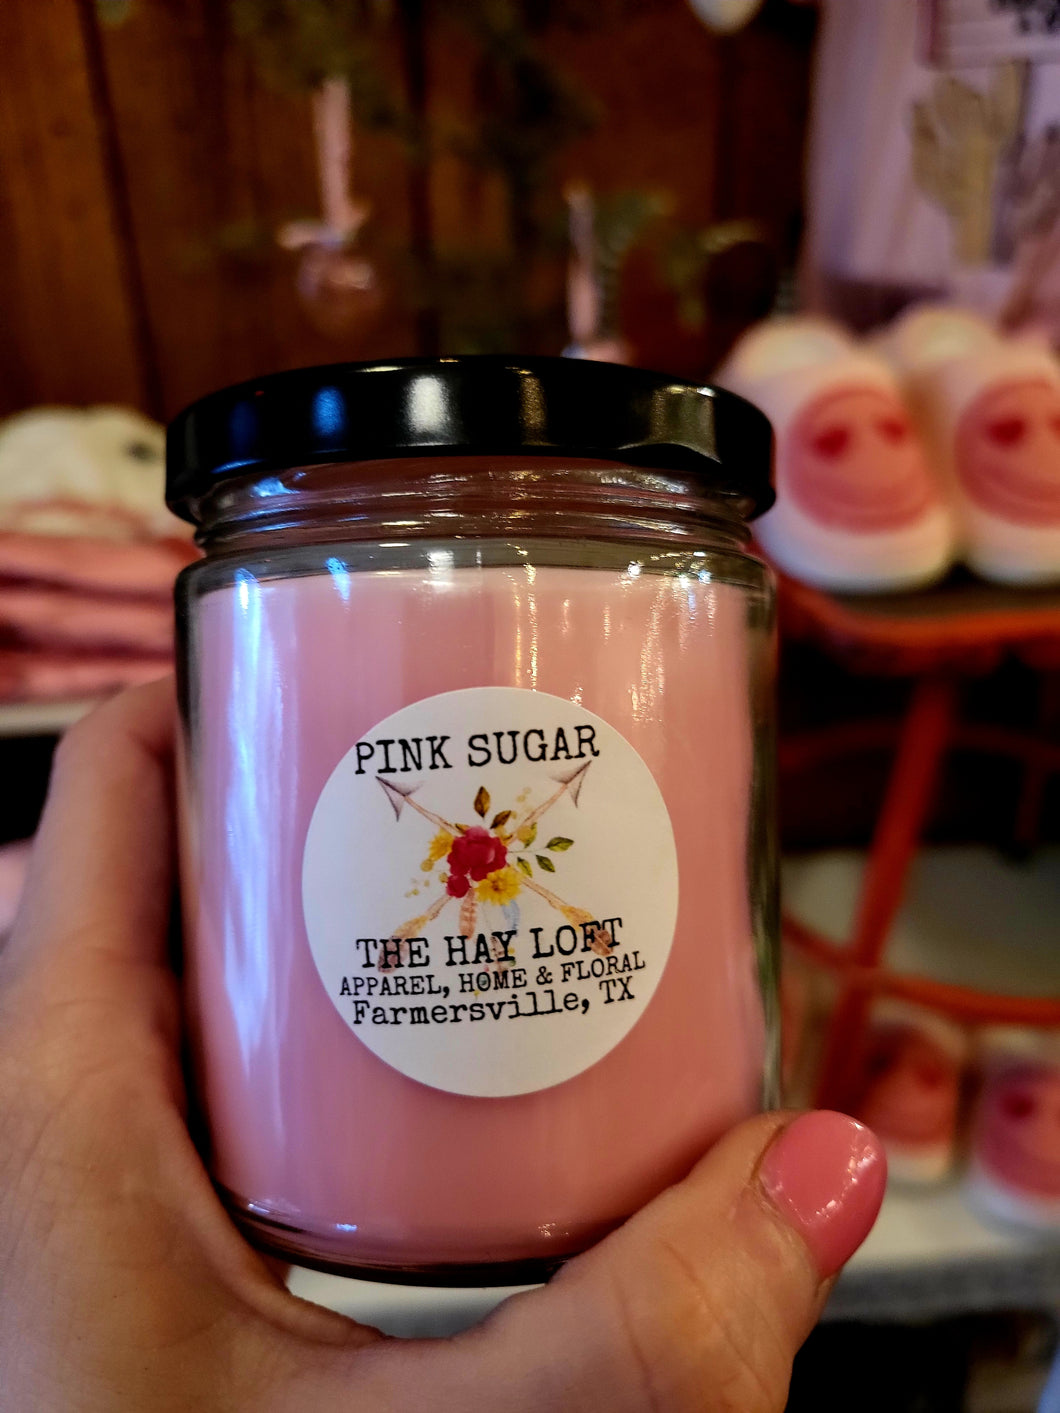 PINK SUGAR
THE HAY LOFT
APPAREL, HOME & FLORAL
Farmersville, TX